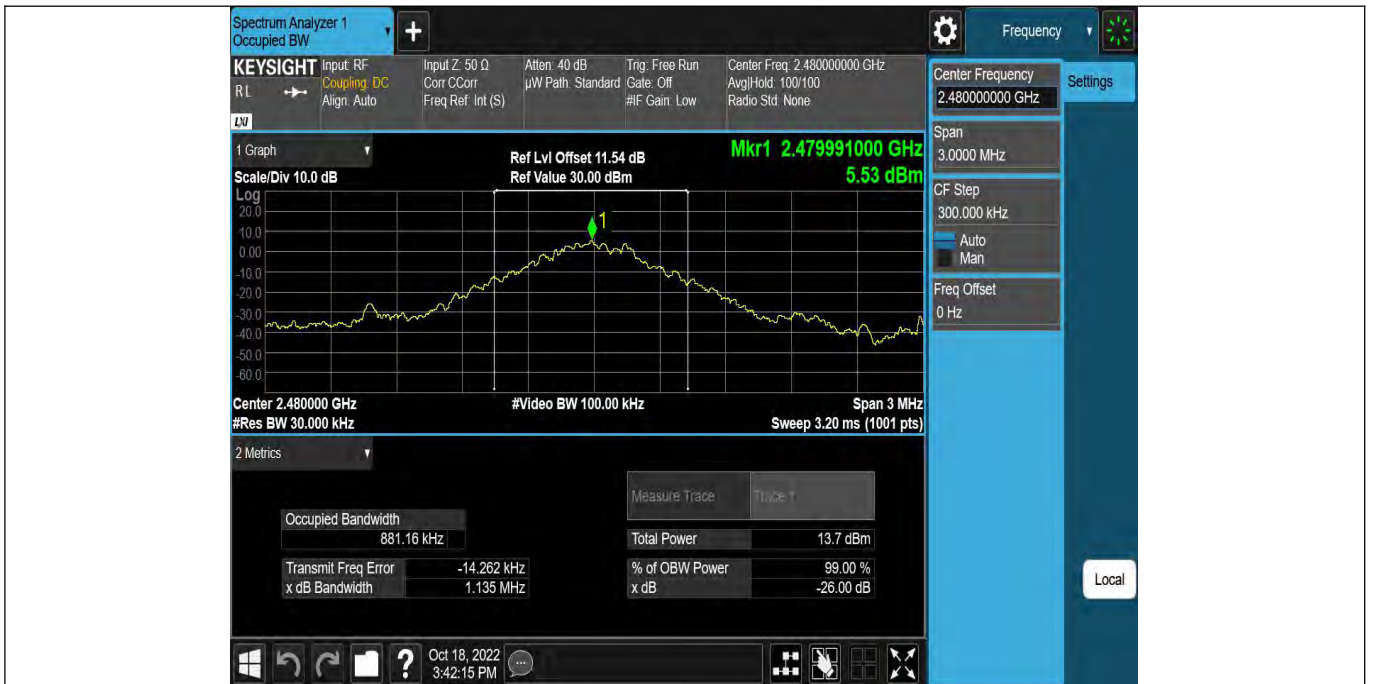 Spectrum Analyzer 1
Occupied BW
+
Frequency
KEYSIGHT
R L
LXI
Input: RF
Coupling: DC
Align: Auto
Input Z: 50 Ω
Corr CCorr
Freq Ref: Int (S)
Atten: 40 dB
µW Path: Standard
Trig: Free Run
Gate: Off
#IF Gain: Low
Center Freq: 2.480000000 GHz
Avg|Hold: 100/100
Radio Std: None
Center Frequency
2.480000000 GHz
Settings
Span
3.0000 MHz
CF Step
300.000 kHz
Auto
Man
Freq Offset
0 Hz
Local
1 Graph
Scale/Div 10.0 dB
Ref Lvl Offset 11.54 dB
Ref Value 30.00 dBm
Mkr1 2.479991000 GHz
5.53 dBm
Log
20.0
10.0
0.00
-10.0
-20.0
-30.0
-40.0
-50.0
-60.0
1
Center 2.480000 GHz
#Video BW 100.00 kHz
Span 3 MHz
#Res BW 30.000 kHz
Sweep 3.20 ms (1001 pts)
2 Metrics
Measure Trace
Trace 1
Occupied Bandwidth
881.16 kHz
Total Power
13.7 dBm
Transmit Freq Error
-14.262 kHz
% of OBW Power
99.00 %
x dB Bandwidth
1.135 MHz
x dB
-26.00 dB
?
Oct 18, 2022
3:42:15 PM